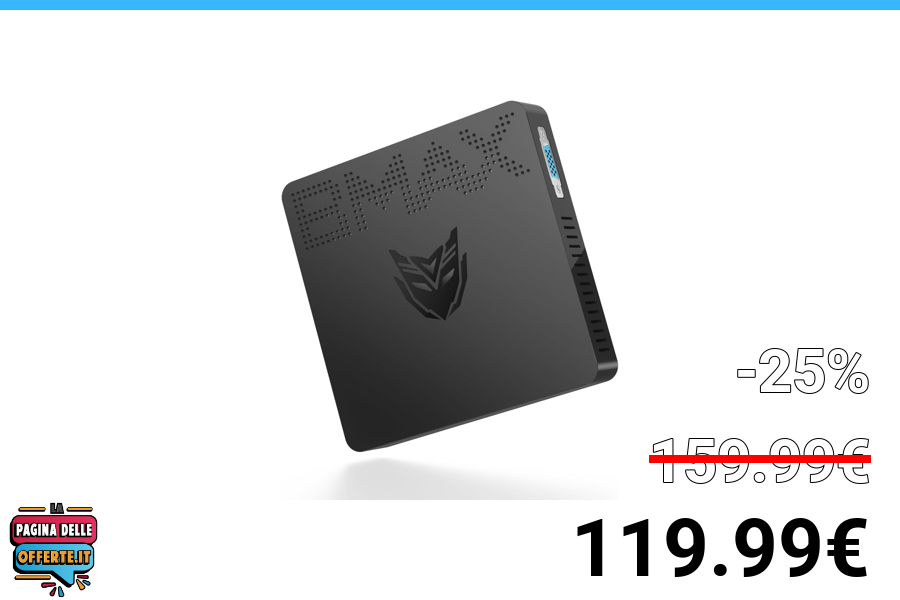 BMAX
-25%
159.99€
119.99€
LA
PAGINA DELLE
OFFERTE.IT